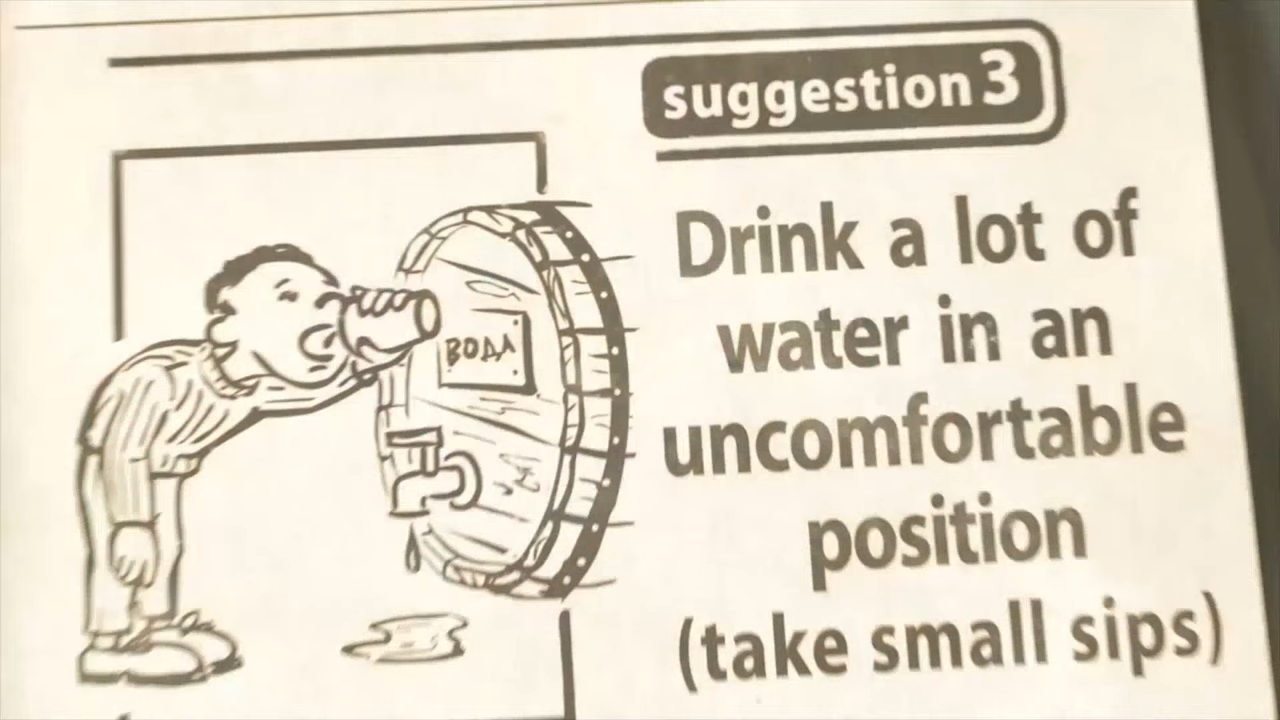 suggestion 3
Drink a lot of
water in an
uncomfortable
position
(take small sips)
ВОДА